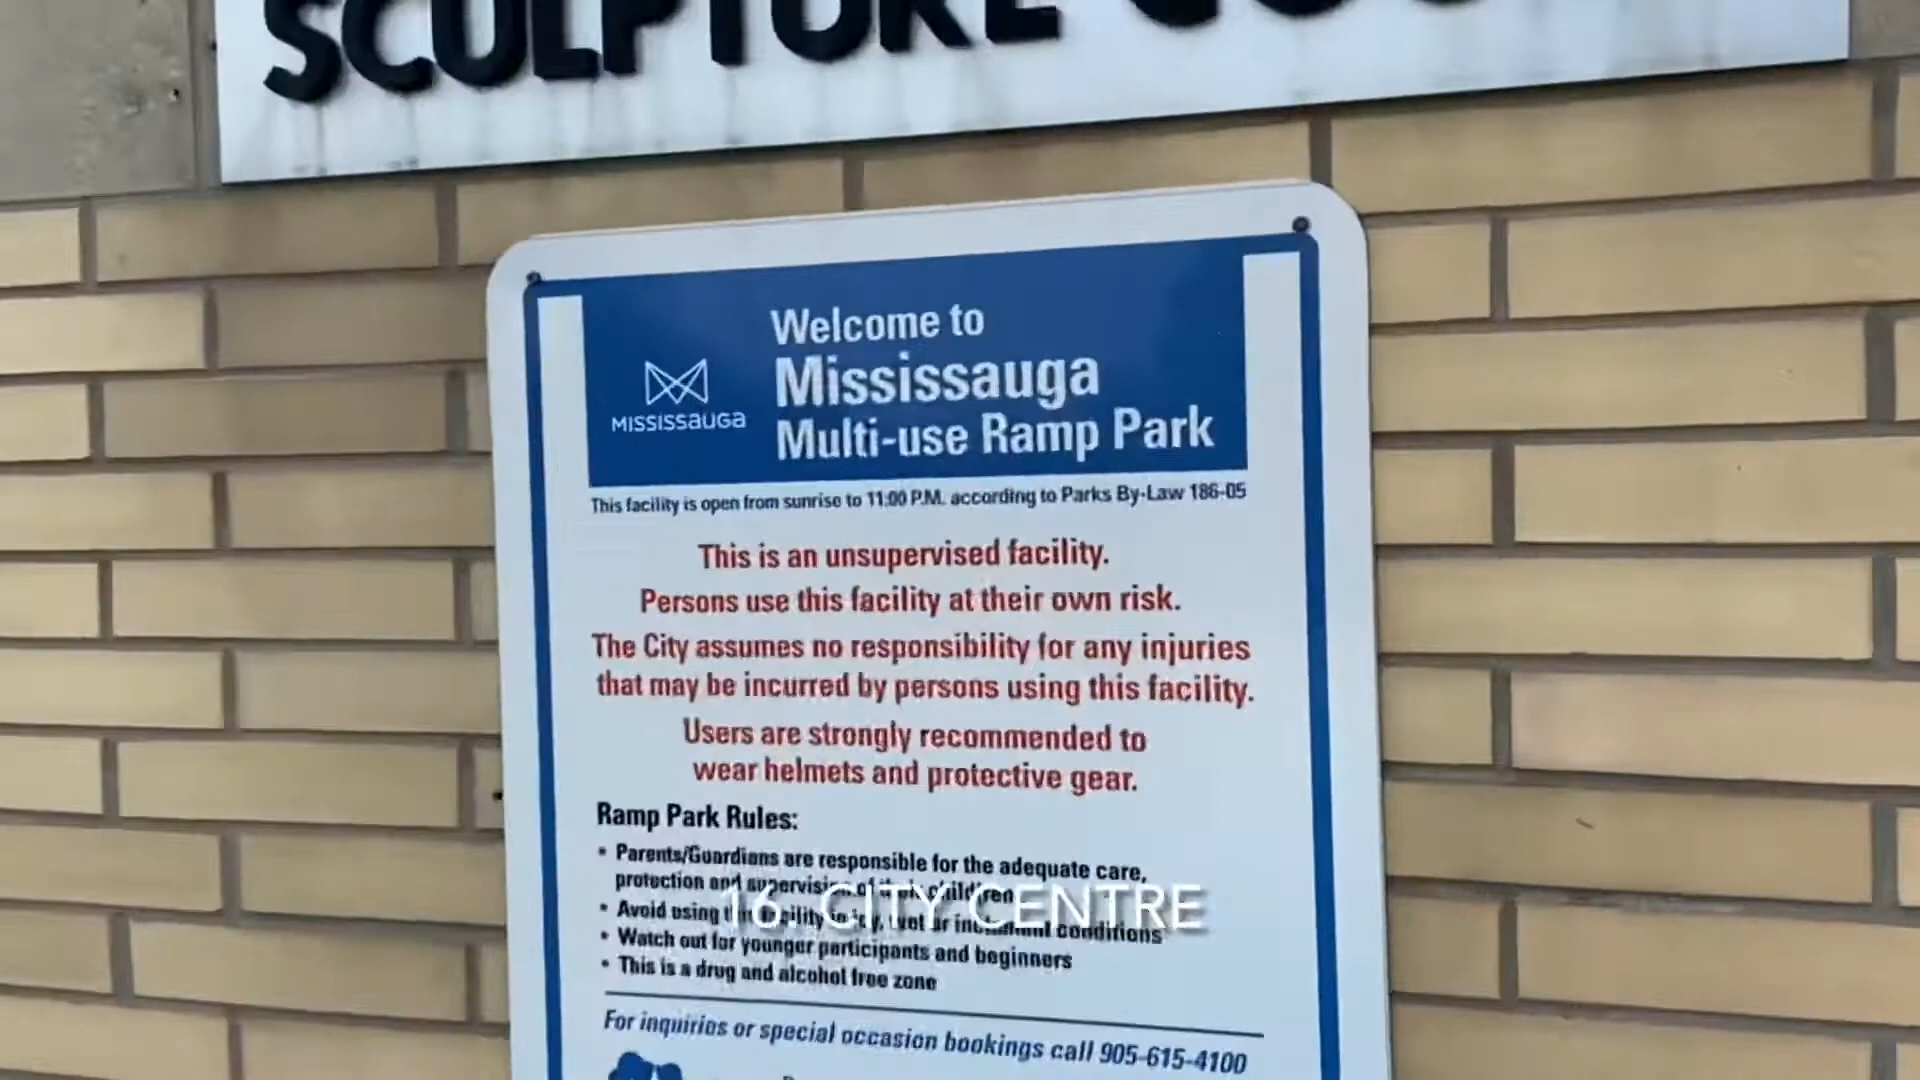 SCULPTURE
Welcome to
Mississauga
Multi-use Ramp Park
MISSISSAUGA
This facility is open from sunrise to 11:00 P.M. according to Parks By-Law 186-05
This is an unsupervised facility.
Persons use this facility at their own risk.
The City assumes no responsibility for any injuries
that may be incurred by persons using this facility.
Users are strongly recommended to
wear helmets and protective gear.
Ramp Park Rules:
• Parents/Guardians are responsible for the adequate care,
protection and supervision of their children
• Avoid using this facility in icy, wet or inclement conditions
16. CITY CENTRE
• Watch out for younger participants and beginners
• This is a drug and alcohol free zone
For inquiries or special occasion bookings call 905-615-4100